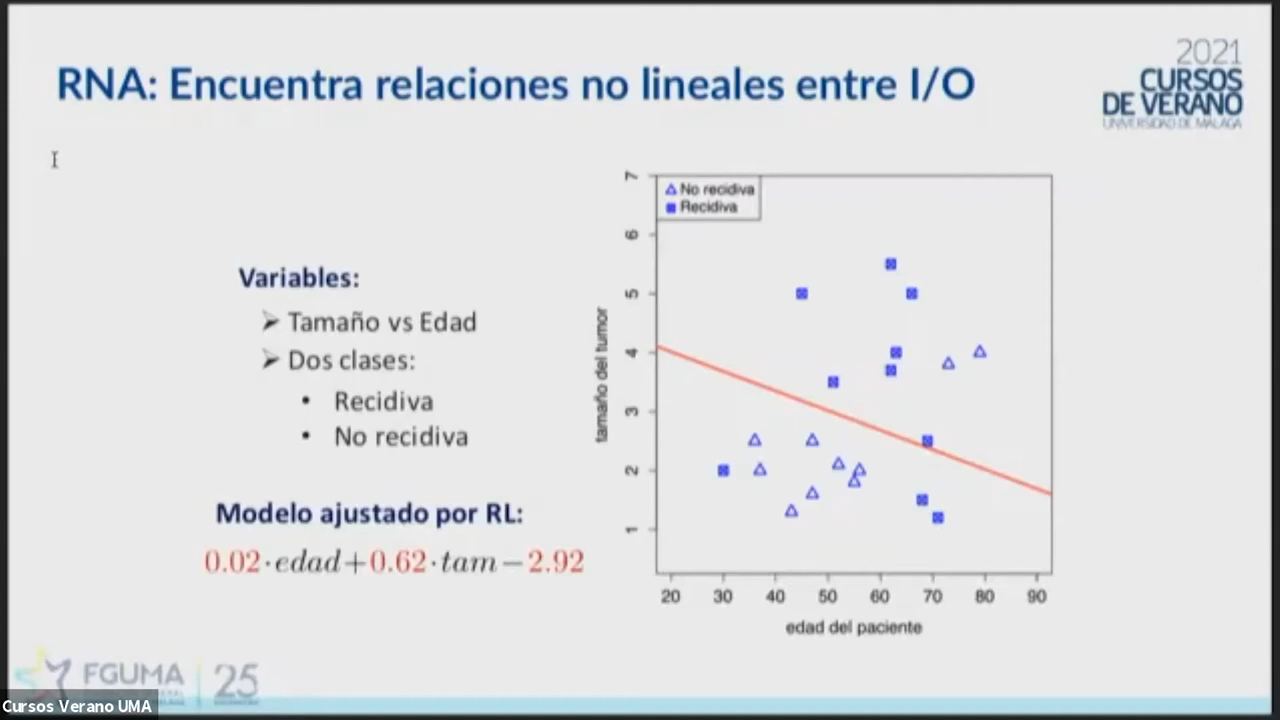 RNA: Encuentra relaciones no lineales entre I/O
2021
CURSOS
DE VERANO
UNIVERSIDAD DE MÁLAGA
Variables:
➢ Tamaño vs Edad
➢ Dos clases:
• Recidiva
• No recidiva
Modelo ajustado por RL:
0.02·edad+0.62·tam−2.92
No recidiva
Recidiva
7
6
5
4
3
2
1
tamaño del tumor
20 30 40 50 60 70 80 90
edad del paciente
FGUMA 25
Cursos Verano UMA